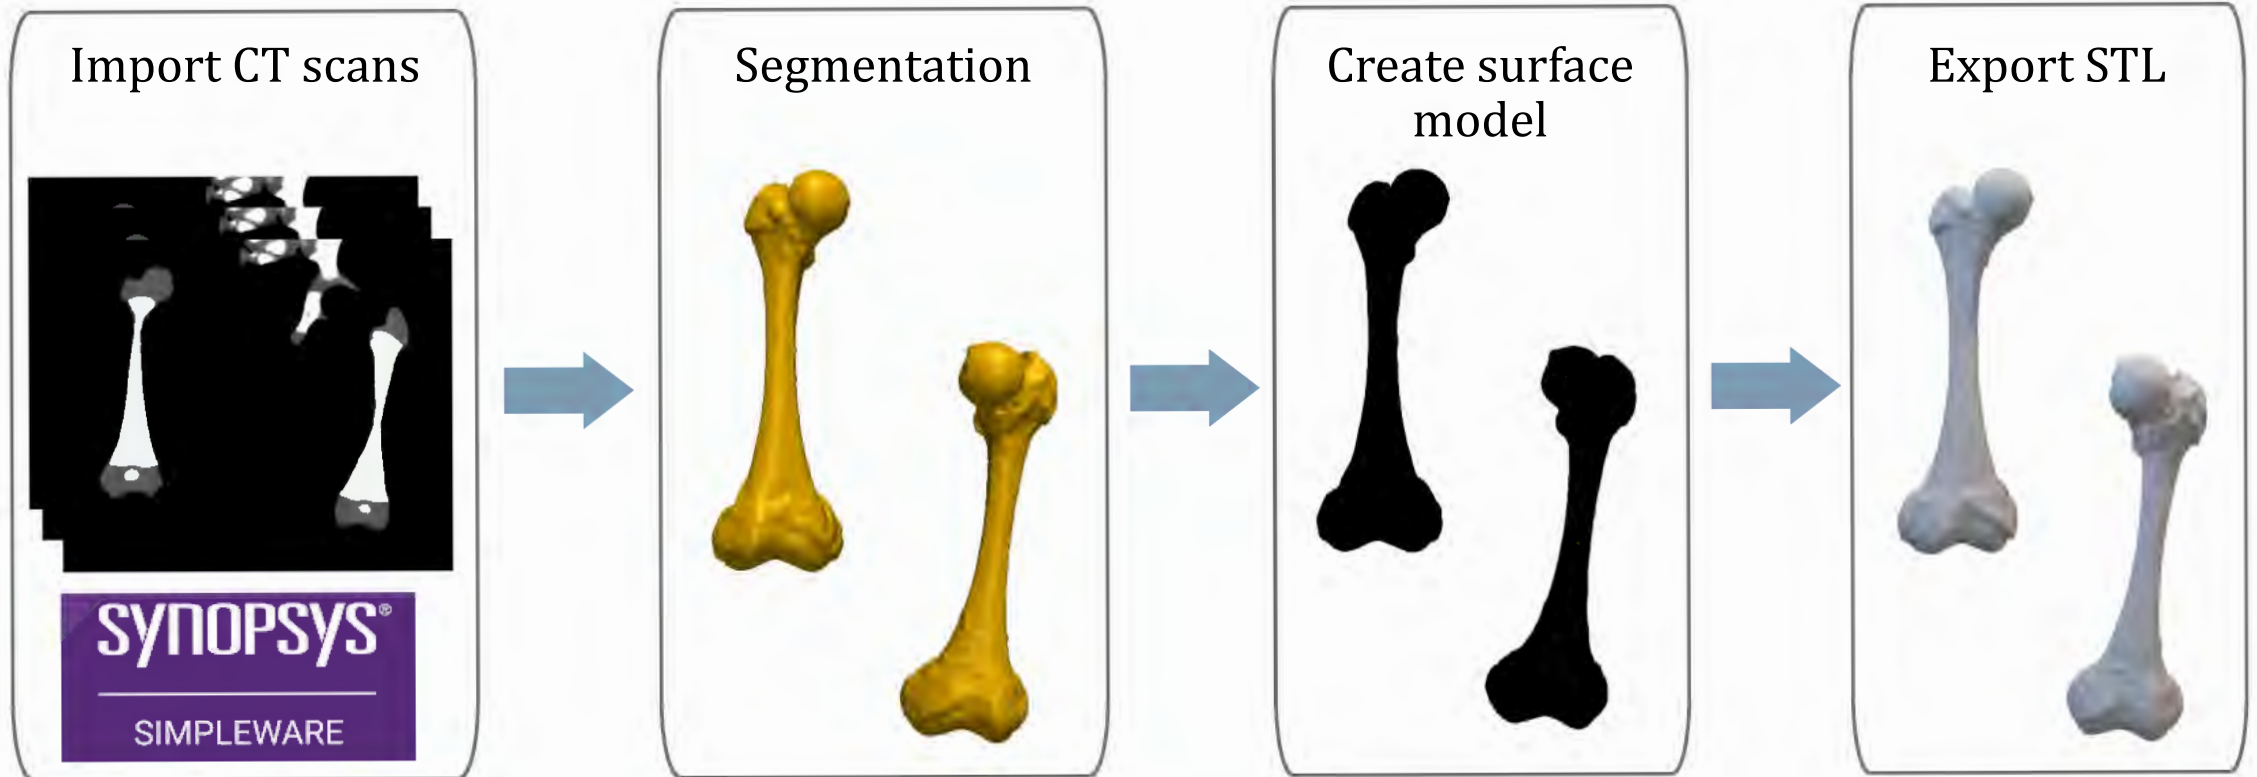 Import CT scans
SYNOPSYS®
SIMPLEWARE
Segmentation
Create surface
model
Export STL